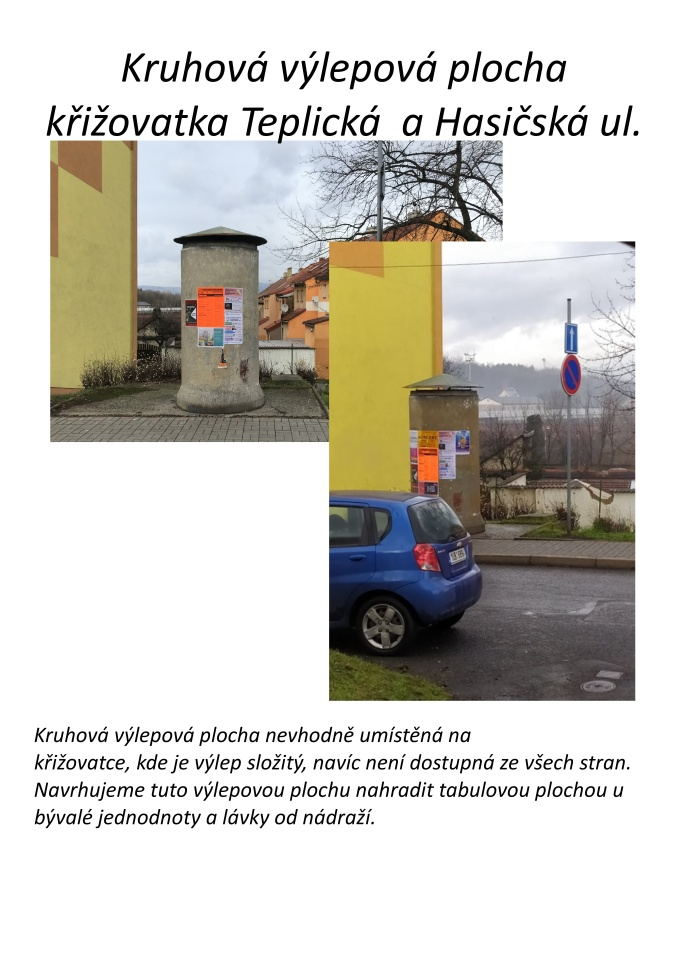 Kruhová výlepová plocha
křižovatka Teplická a Hasičská ul.
Kruhová výlepová plocha nevhodně umístěná na
křižovatce, kde je výlep složitý, navíc není dostupná ze všech stran.
Navrhujeme tuto výlepovou plochu nahradit tabulovou plochou u
bývalé jednodnoty a lávky od nádraží.